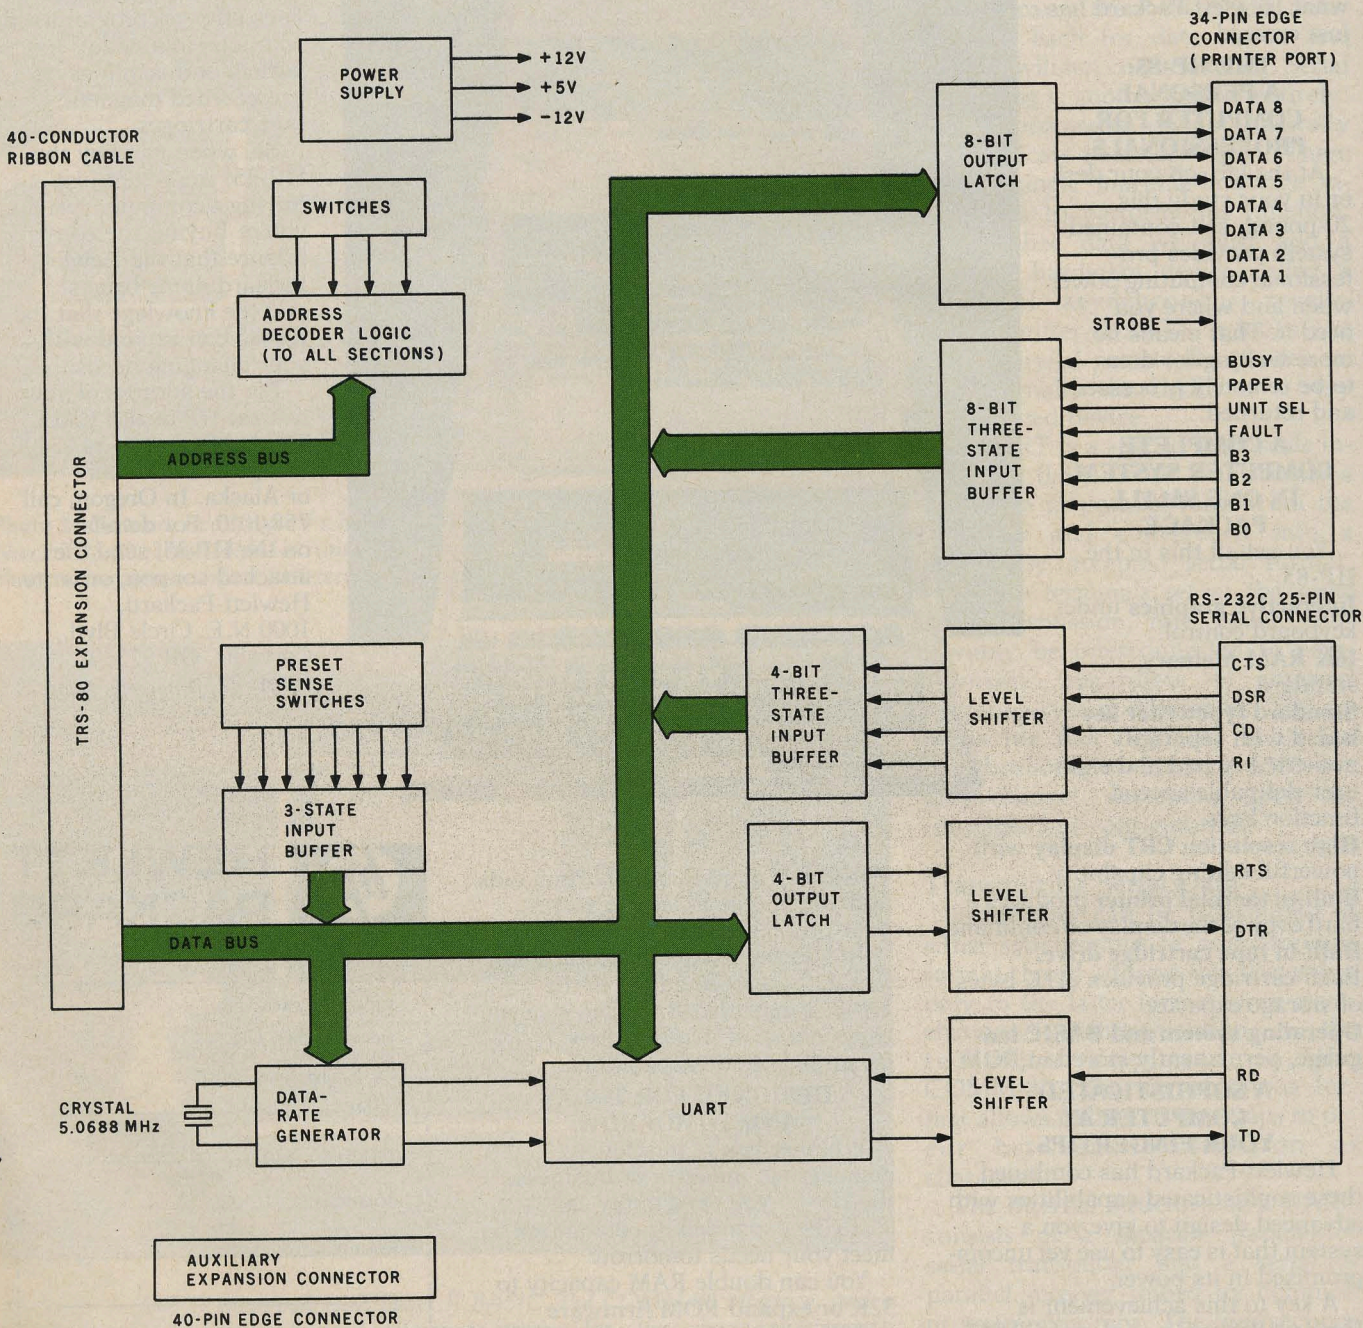 34-PIN EDGE
CONNECTOR
(PRINTER PORT)
POWER
SUPPLY
+12V
+5V
-12V
40-CONDUCTOR
RIBBON CABLE
TRS-80 EXPANSION CONNECTOR
SWITCHES
ADDRESS
DECODER LOGIC
(TO ALL SECTIONS)
ADDRESS BUS
8-BIT
OUTPUT
LATCH
DATA 8
DATA 7
DATA 6
DATA 5
DATA 4
DATA 3
DATA 2
DATA 1
STROBE
8-BIT
THREE-
STATE
INPUT
BUFFER
BUSY
PAPER
UNIT SEL
FAULT
B3
B2
B1
B0
RS-232C 25-PIN
SERIAL CONNECTOR
PRESET
SENSE
SWITCHES
3-STATE
INPUT
BUFFER
4-BIT
THREE-
STATE
INPUT
BUFFER
LEVEL
SHIFTER
CTS
DSR
CD
RI
DATA BUS
4-BIT
OUTPUT
LATCH
LEVEL
SHIFTER
RTS
DTR
CRYSTAL
5.0688 MHz
DATA-
RATE
GENERATOR
UART
LEVEL
SHIFTER
RD
TD
AUXILIARY
EXPANSION CONNECTOR
40-PIN EDGE CONNECTOR